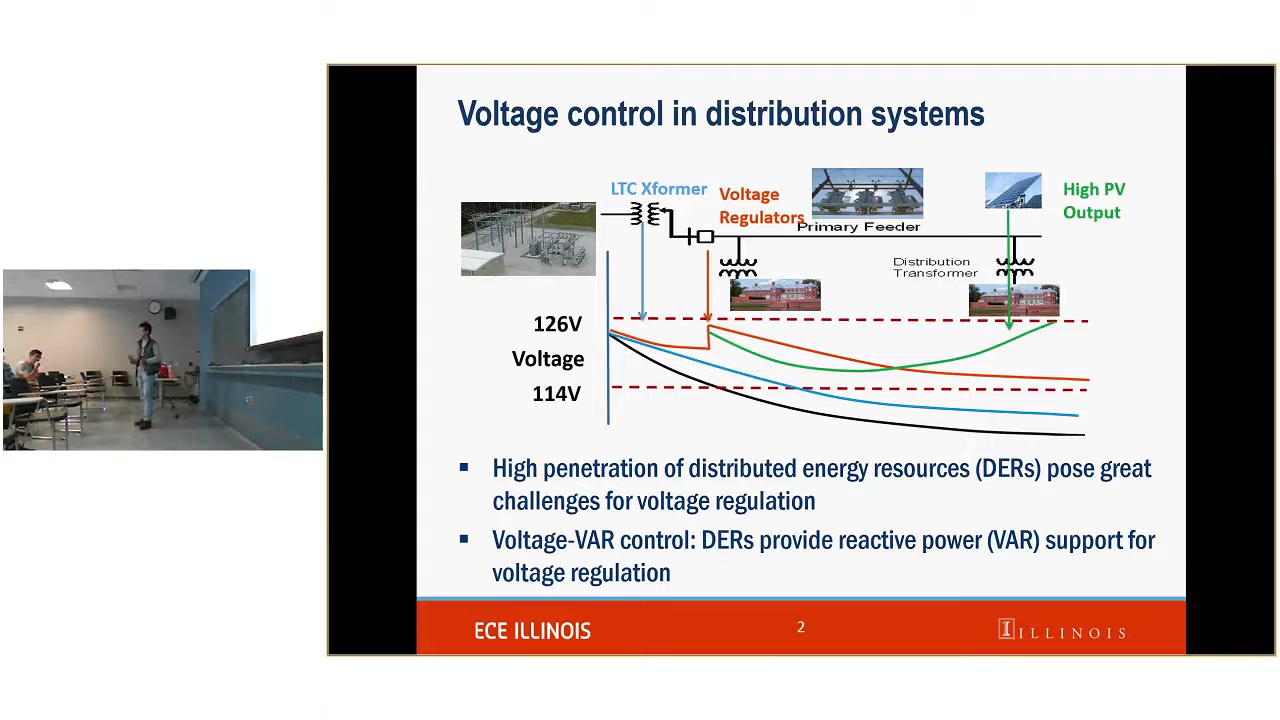 Voltage control in distribution systems
LTC Xformer
Voltage
Regulators
High PV
Output
Primary Feeder
Distribution
Transformer
126V
Voltage
114V
▪ High penetration of distributed energy resources (DERs) pose great
challenges for voltage regulation
▪ Voltage-VAR control: DERs provide reactive power (VAR) support for
voltage regulation
ECE ILLINOIS
2
I ILLINOIS